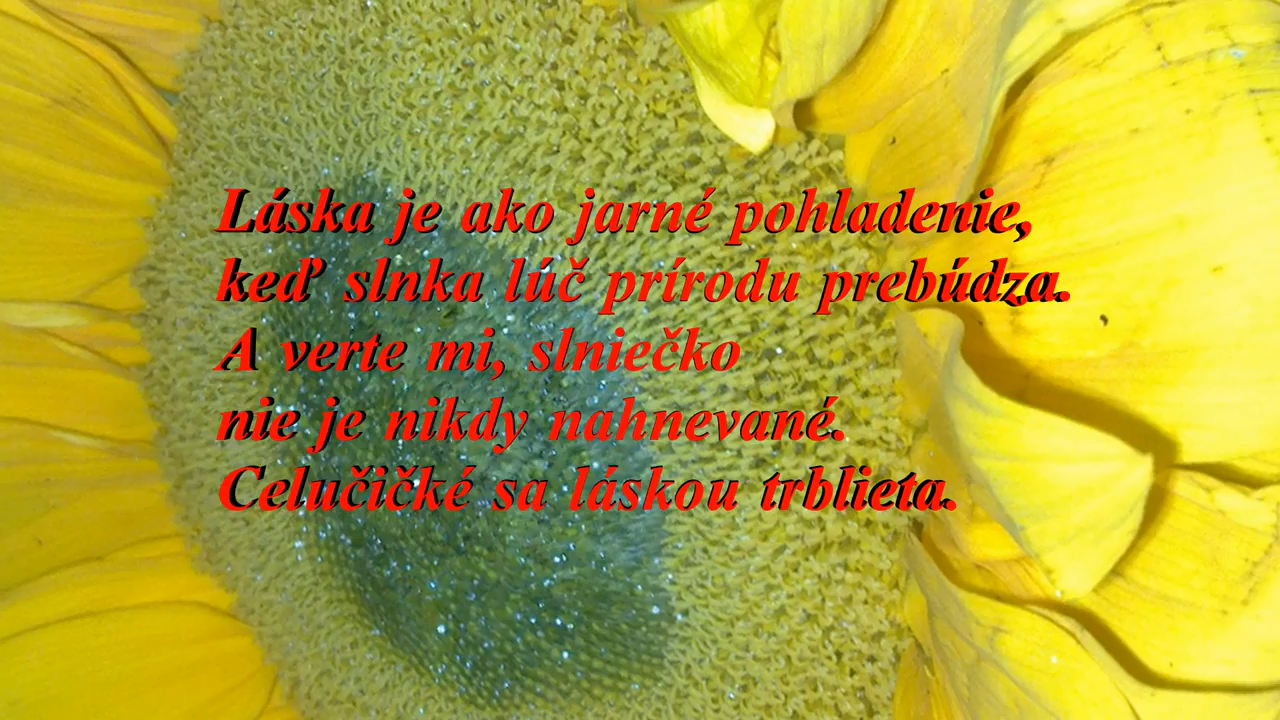 Láska je ako jarné pohladenie,
keď slnka lúč prírodu prebúdza.
A verte mi, slniečko
nie je nikdy nahnevané.
Celučičké sa láskou trblieta.